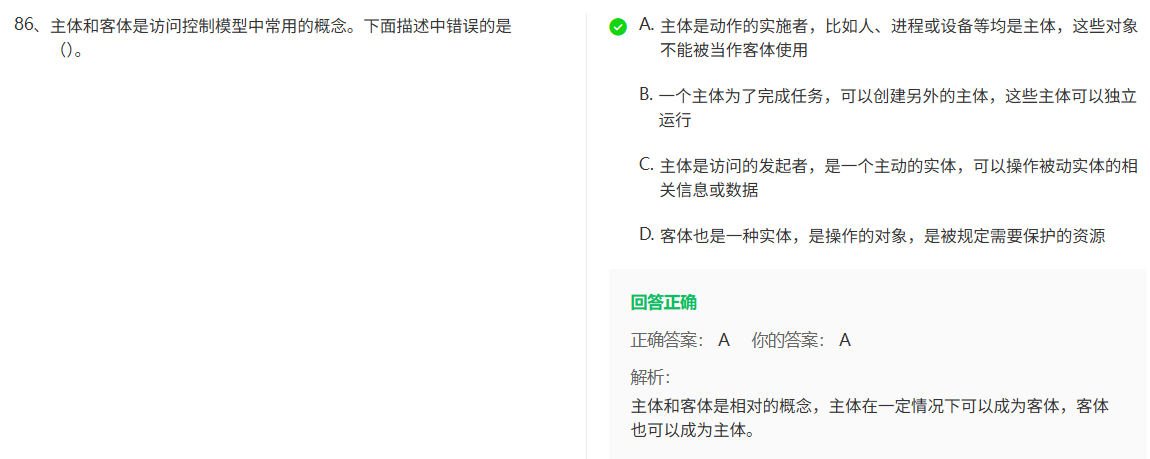 86、主体和客体是访问控制模型中常用的概念。下面描述中错误的是
()。
A. 主体是动作的实施者，比如人、进程或设备等均是主体，这些对象
不能被当作客体使用
B. 一个主体为了完成任务，可以创建另外的主体，这些主体可以独立
运行
C. 主体是访问的发起者，是一个主动的实体，可以操作被动实体的相
关信息或数据
D. 客体也是一种实体，是操作的对象，是被规定需要保护的资源
回答正确
正确答案： A 你的答案： A
解析：
主体和客体是相对的概念，主体在一定情况下可以成为客体，客体
也可以成为主体。